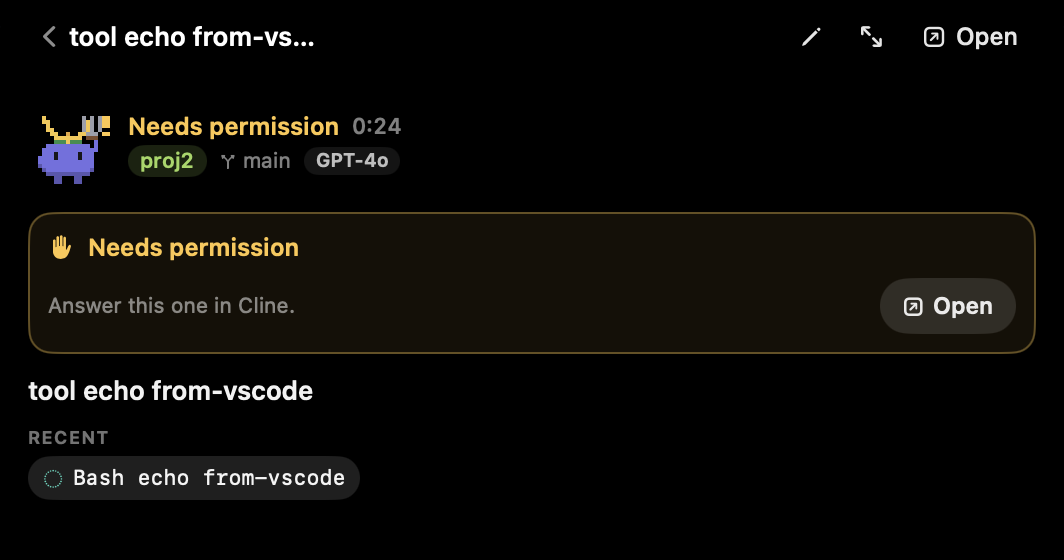 tool echo from-vs...
Open
Needs permission 0:24
proj2 main GPT-4o
Needs permission
Answer this one in Cline.
Open
tool echo from-vscode
RECENT
Bash echo from-vscode